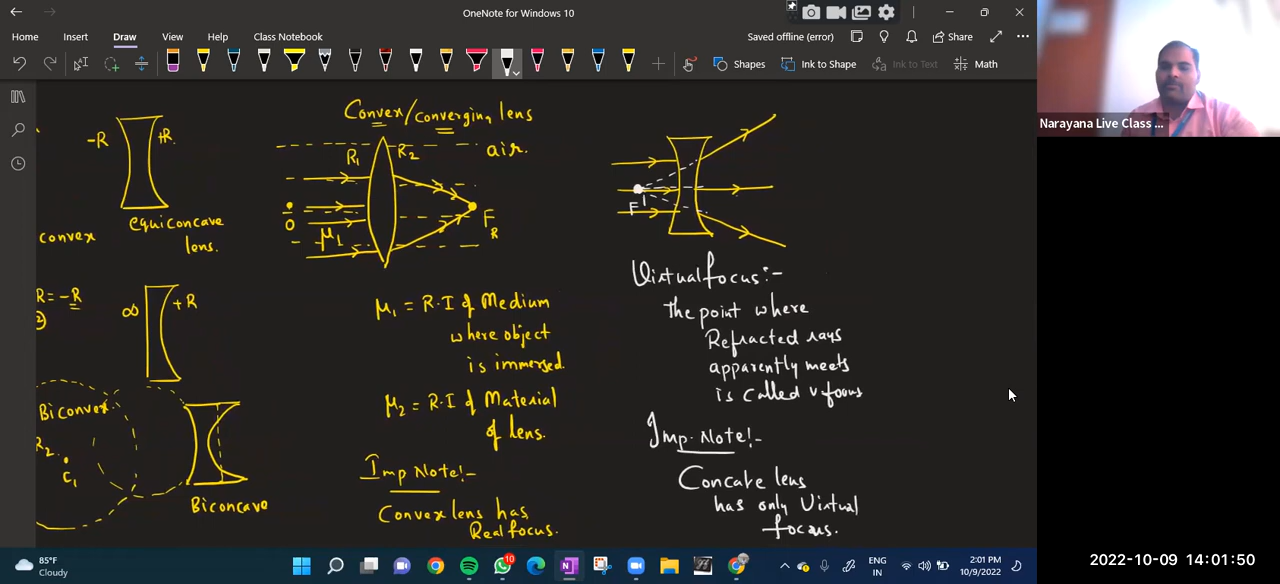 OneNote for Windows 10
Home Insert Draw View Help Class Notebook
Saved offline (error)
Share
Shapes
Ink to Shape
Ink to Text
Math
-R +R
equiconcave
lens.
convex
R = -R
②
∞ +R
Biconvex
R2
C1
Biconcave
Convex/converging lens
air.
R1 R2
O
μ1
F
R
μ1 = R.I of Medium
where object
is immersed.
μ2 = R.I of Material
of lens.
Imp Note!-
Convex lens has
Real focus.
F
Virtual focus:-
the point where
Refracted rays
apparently meets
is called v focus
Imp. Note!-
Concate lens
has only Virtual
focus.
Narayana Live Class ...
2022-10-09 14:01:50
85°F
Cloudy
10
ENG
IN
2:01 PM
10/9/2022